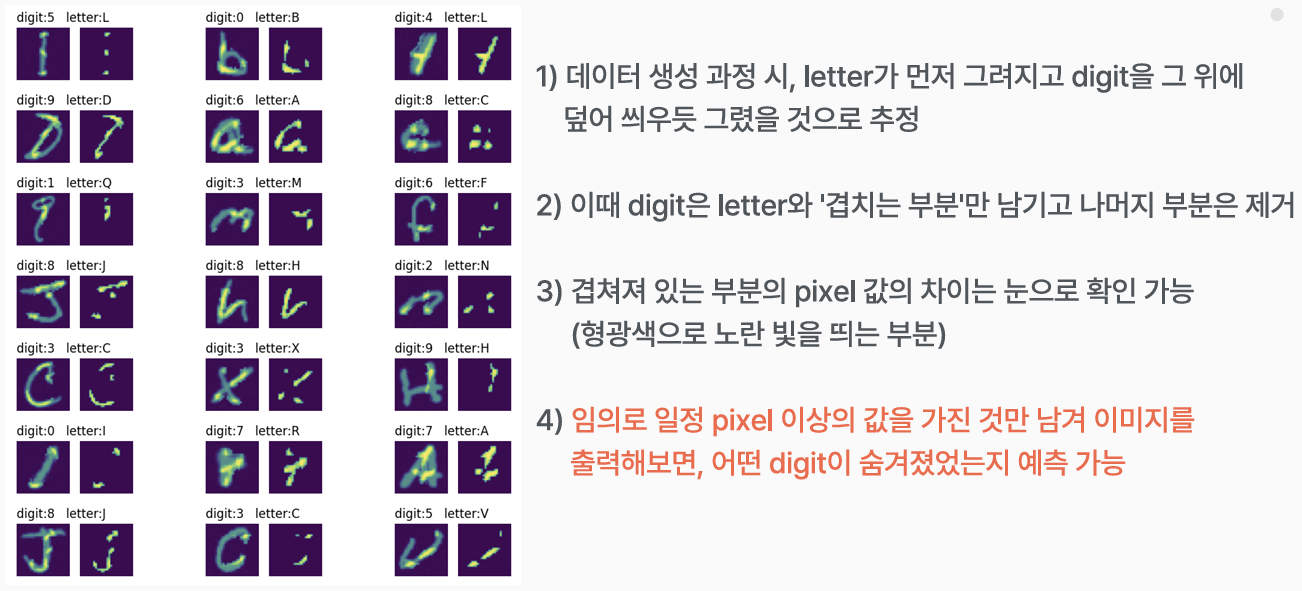 digit:5 letter:L
digit:0 letter:B
digit:4 letter:L
digit:9 letter:D
digit:6 letter:A
digit:8 letter:C
digit:1 letter:Q
digit:3 letter:M
digit:6 letter:F
digit:8 letter:J
digit:8 letter:H
digit:2 letter:N
digit:3 letter:C
digit:3 letter:X
digit:9 letter:H
digit:0 letter:I
digit:7 letter:R
digit:7 letter:A
digit:8 letter:J
digit:3 letter:C
digit:5 letter:V
1) 데이터 생성 과정 시, letter가 먼저 그려지고 digit을 그 위에
덮어 씌우듯 그렸을 것으로 추정
2) 이때 digit은 letter와 '겹치는 부분'만 남기고 나머지 부분은 제거
3) 겹쳐져 있는 부분의 pixel 값의 차이는 눈으로 확인 가능
(형광색으로 노란 빛을 띄는 부분)
4) 임의로 일정 pixel 이상의 값을 가진 것만 남겨 이미지를
출력해보면, 어떤 digit이 숨겨졌었는지 예측 가능